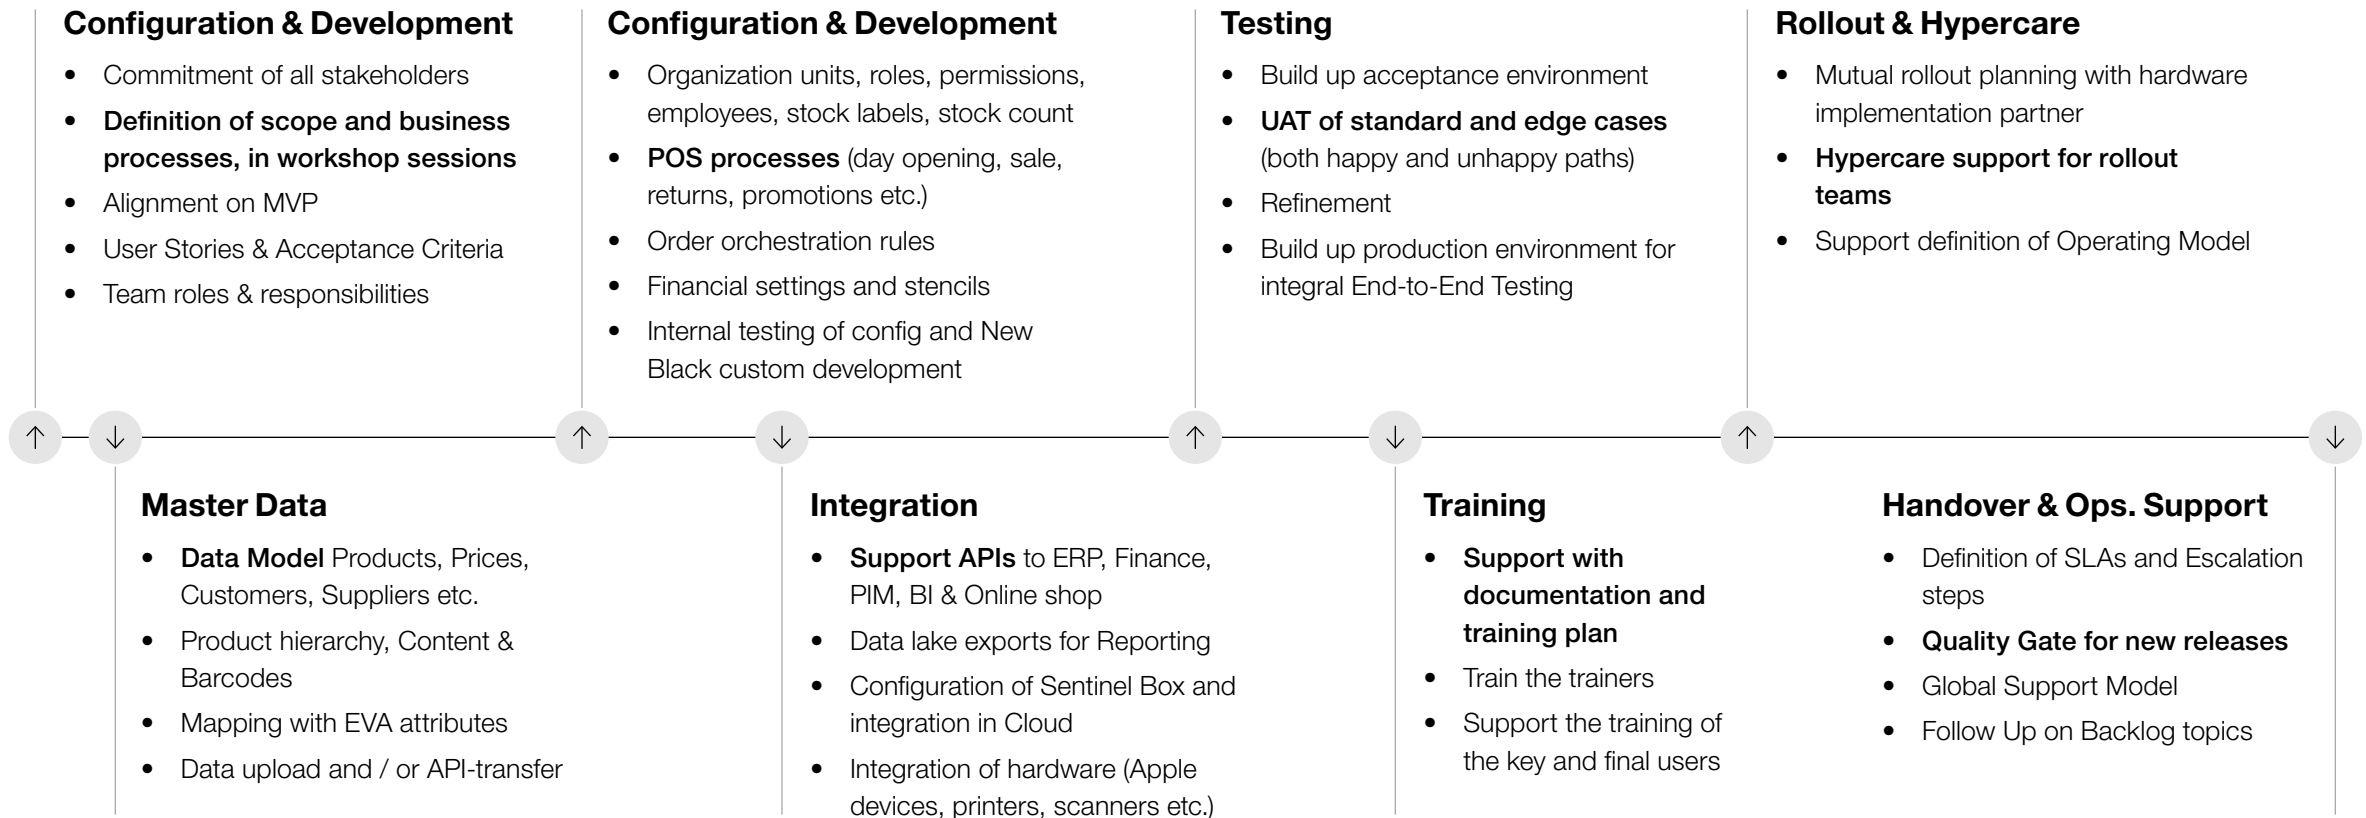 Configuration & Development
• Commitment of all stakeholders
• Definition of scope and business
processes, in workshop sessions
• Alignment on MVP
• User Stories & Acceptance Criteria
• Team roles & responsibilities
Configuration & Development
• Organization units, roles, permissions,
employees, stock labels, stock count
• POS processes (day opening, sale,
returns, promotions etc.)
• Order orchestration rules
• Financial settings and stencils
• Internal testing of config and New
Black custom development
Testing
• Build up acceptance environment
• UAT of standard and edge cases
(both happy and unhappy paths)
• Refinement
• Build up production environment for
integral End-to-End Testing
Rollout & Hypercare
• Mutual rollout planning with hardware
implementation partner
• Hypercare support for rollout
teams
• Support definition of Operating Model
Master Data
• Data Model Products, Prices,
Customers, Suppliers etc.
• Product hierarchy, Content &
Barcodes
• Mapping with EVA attributes
• Data upload and / or API-transfer
Integration
• Support APIs to ERP, Finance,
PIM, BI & Online shop
• Data lake exports for Reporting
• Configuration of Sentinel Box and
integration in Cloud
• Integration of hardware (Apple
devices, printers, scanners etc.)
Training
• Support with
documentation and
training plan
• Train the trainers
• Support the training of
the key and final users
Handover & Ops. Support
• Definition of SLAs and Escalation
steps
• Quality Gate for new releases
• Global Support Model
• Follow Up on Backlog topics